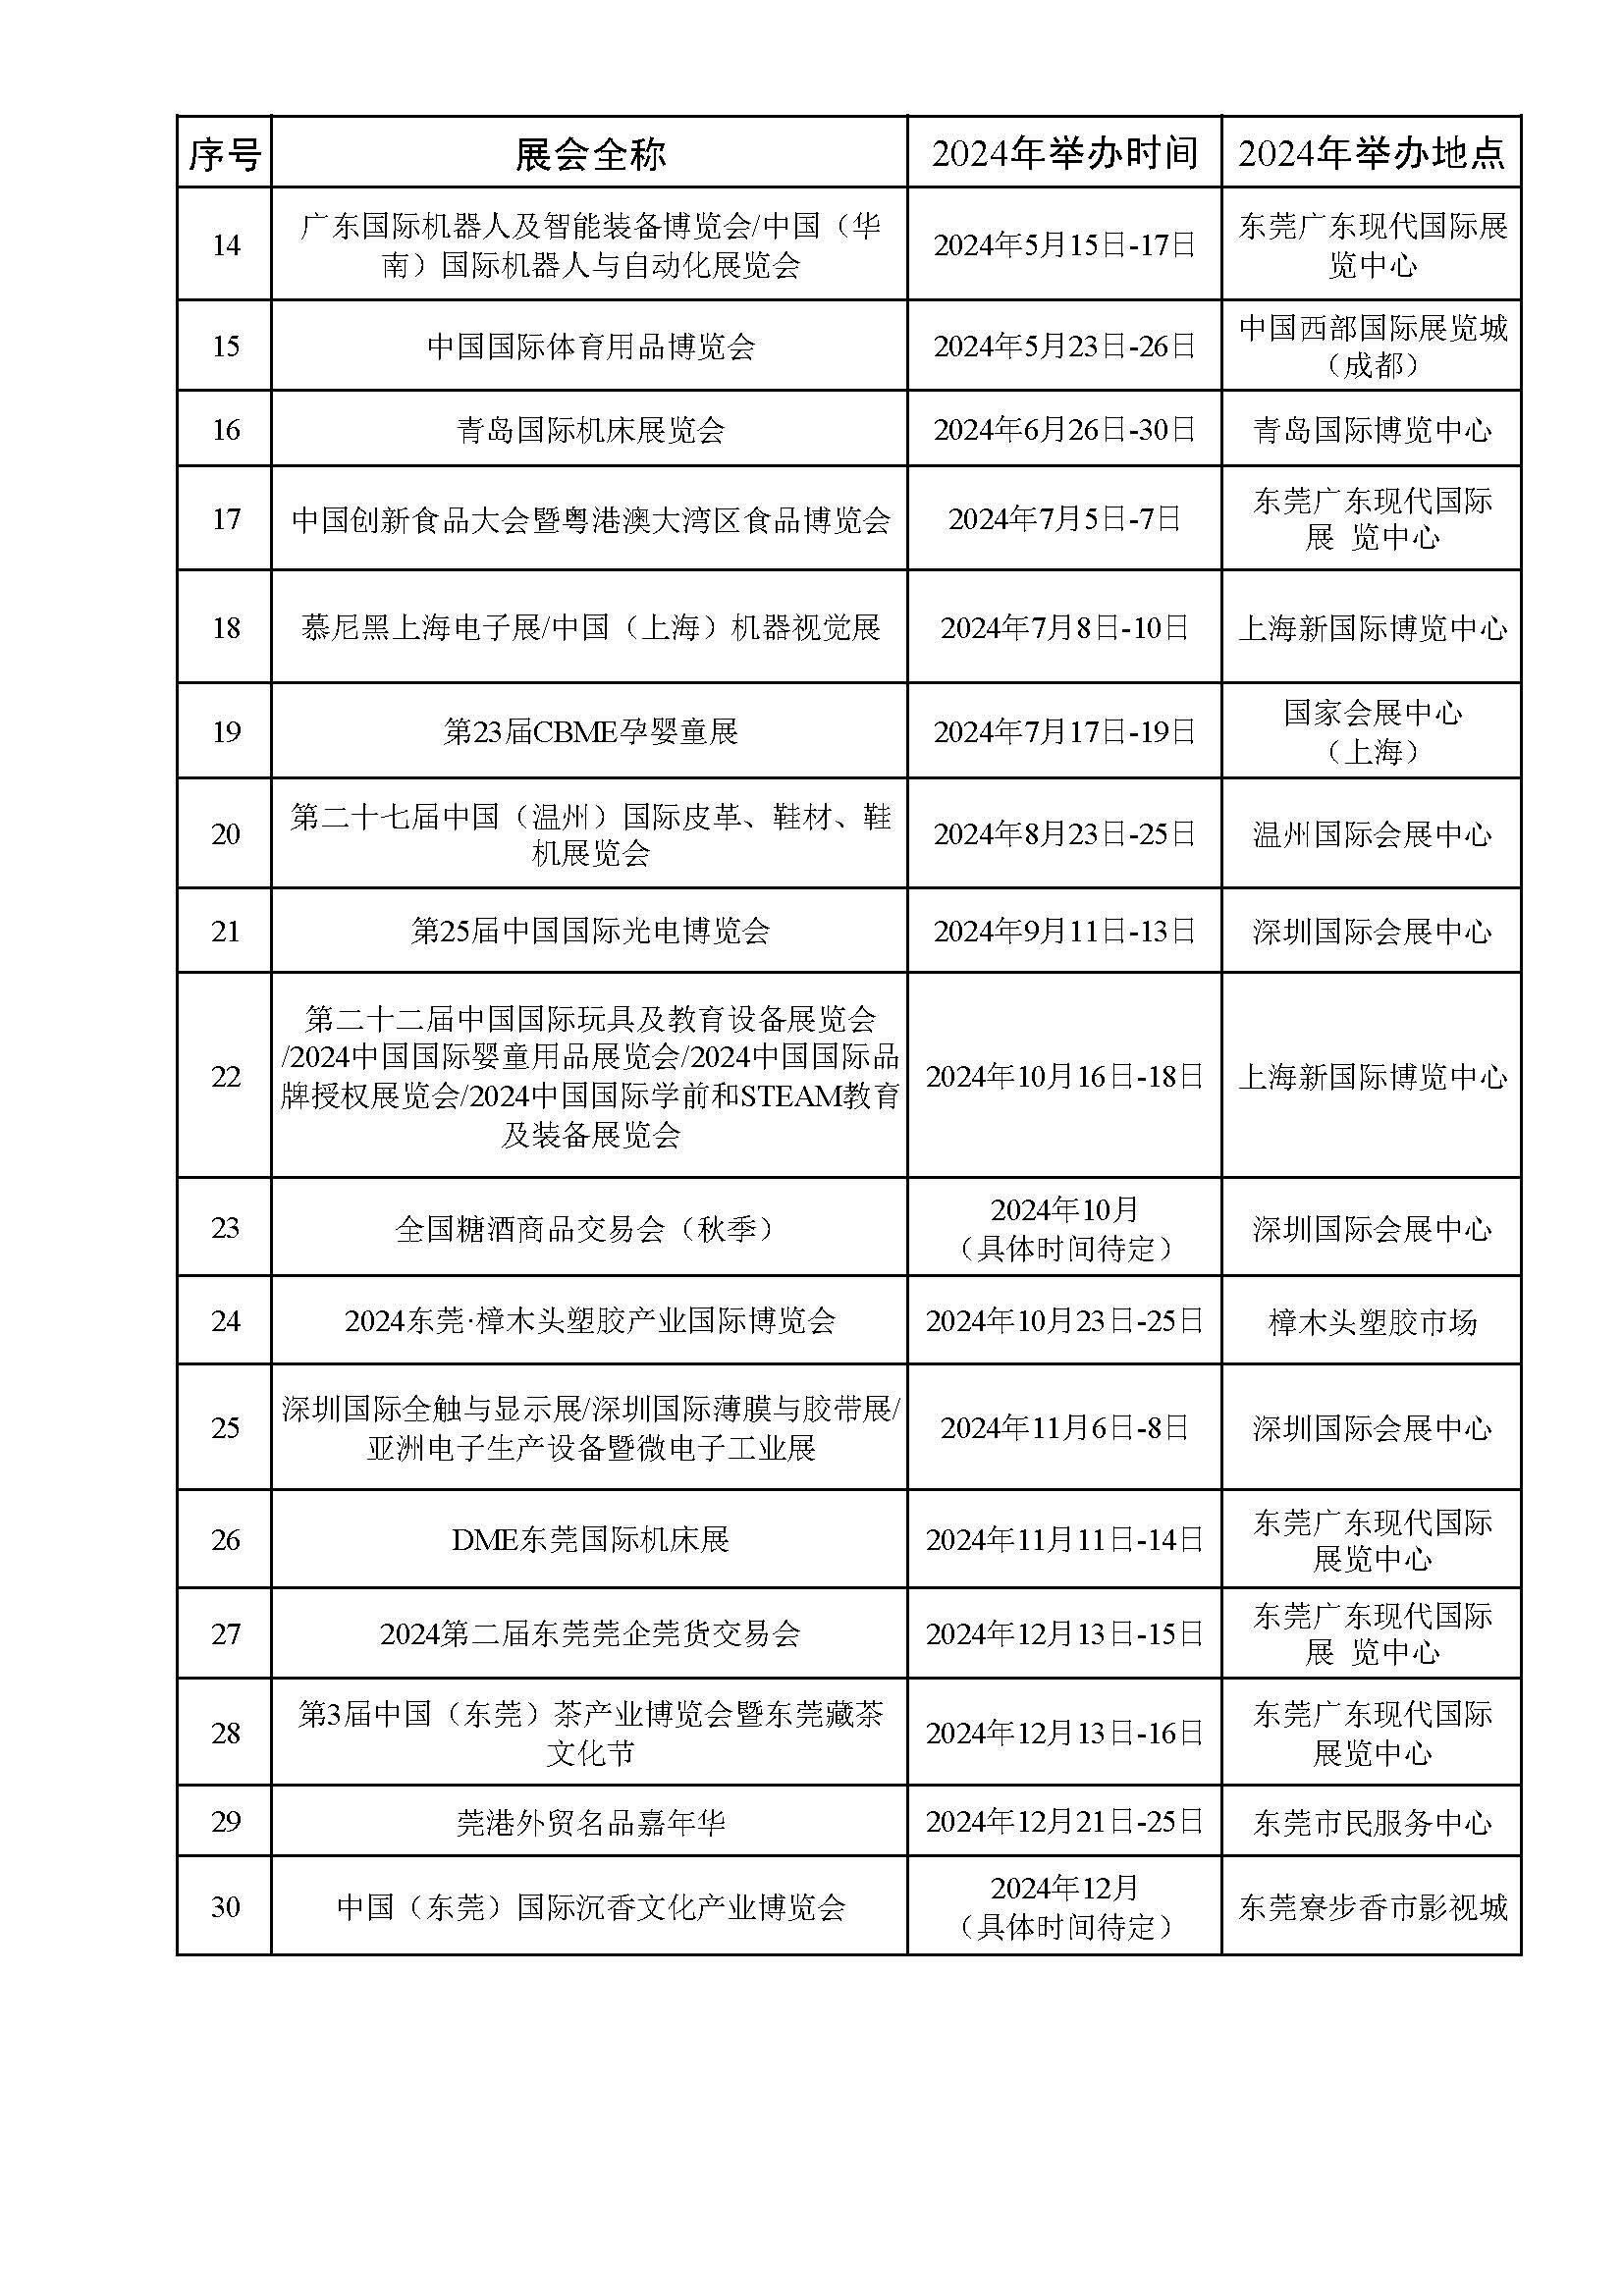 序号 展会全称 2024年举办时间 2024年举办地点
14 广东国际机器人及智能装备博览会/中国（华 2024年5月15日-17日 东莞广东现代国际展
南）国际机器人与自动化展览会 览中心
15 中国国际体育用品博览会 2024年5月23日-26日 中国西部国际展览城
（成都）
16 青岛国际机床展览会 2024年6月26日-30日 青岛国际博览中心
17 中国创新食品大会暨粤港澳大湾区食品博览会 2024年7月5日-7日 东莞广东现代国际
展 览中心
18 慕尼黑上海电子展/中国（上海）机器视觉展 2024年7月8日-10日 上海新国际博览中心
19 第23届CBME孕婴童展 2024年7月17日-19日 国家会展中心
（上海）
20 第二十七届中国（温州）国际皮革、鞋材、鞋 2024年8月23日-25日 温州国际会展中心
机展览会
21 第25届中国国际光电博览会 2024年9月11日-13日 深圳国际会展中心
第二十二届中国国际玩具及教育设备展览会
/2024中国国际婴童用品展览会/2024中国国际品
22 牌授权展览会/2024中国国际学前和STEAM教育 2024年10月16日-18日 上海新国际博览中心
及装备展览会
23 全国糖酒商品交易会（秋季） 2024年10月 深圳国际会展中心
（具体时间待定）
24 2024东莞·樟木头塑胶产业国际博览会 2024年10月23日-25日 樟木头塑胶市场
25 深圳国际全触与显示展/深圳国际薄膜与胶带展/ 2024年11月6日-8日 深圳国际会展中心
亚洲电子生产设备暨微电子工业展
26 DME东莞国际机床展 2024年11月11日-14日 东莞广东现代国际
展览中心
27 2024第二届东莞莞企莞货交易会 2024年12月13日-15日 东莞广东现代国际
展 览中心
28 第3届中国（东莞）茶产业博览会暨东莞藏茶 2024年12月13日-16日 东莞广东现代国际
文化节 展览中心
29 莞港外贸名品嘉年华 2024年12月21日-25日 东莞市民服务中心
30 中国（东莞）国际沉香文化产业博览会 2024年12月 东莞寮步香市影视城
（具体时间待定）